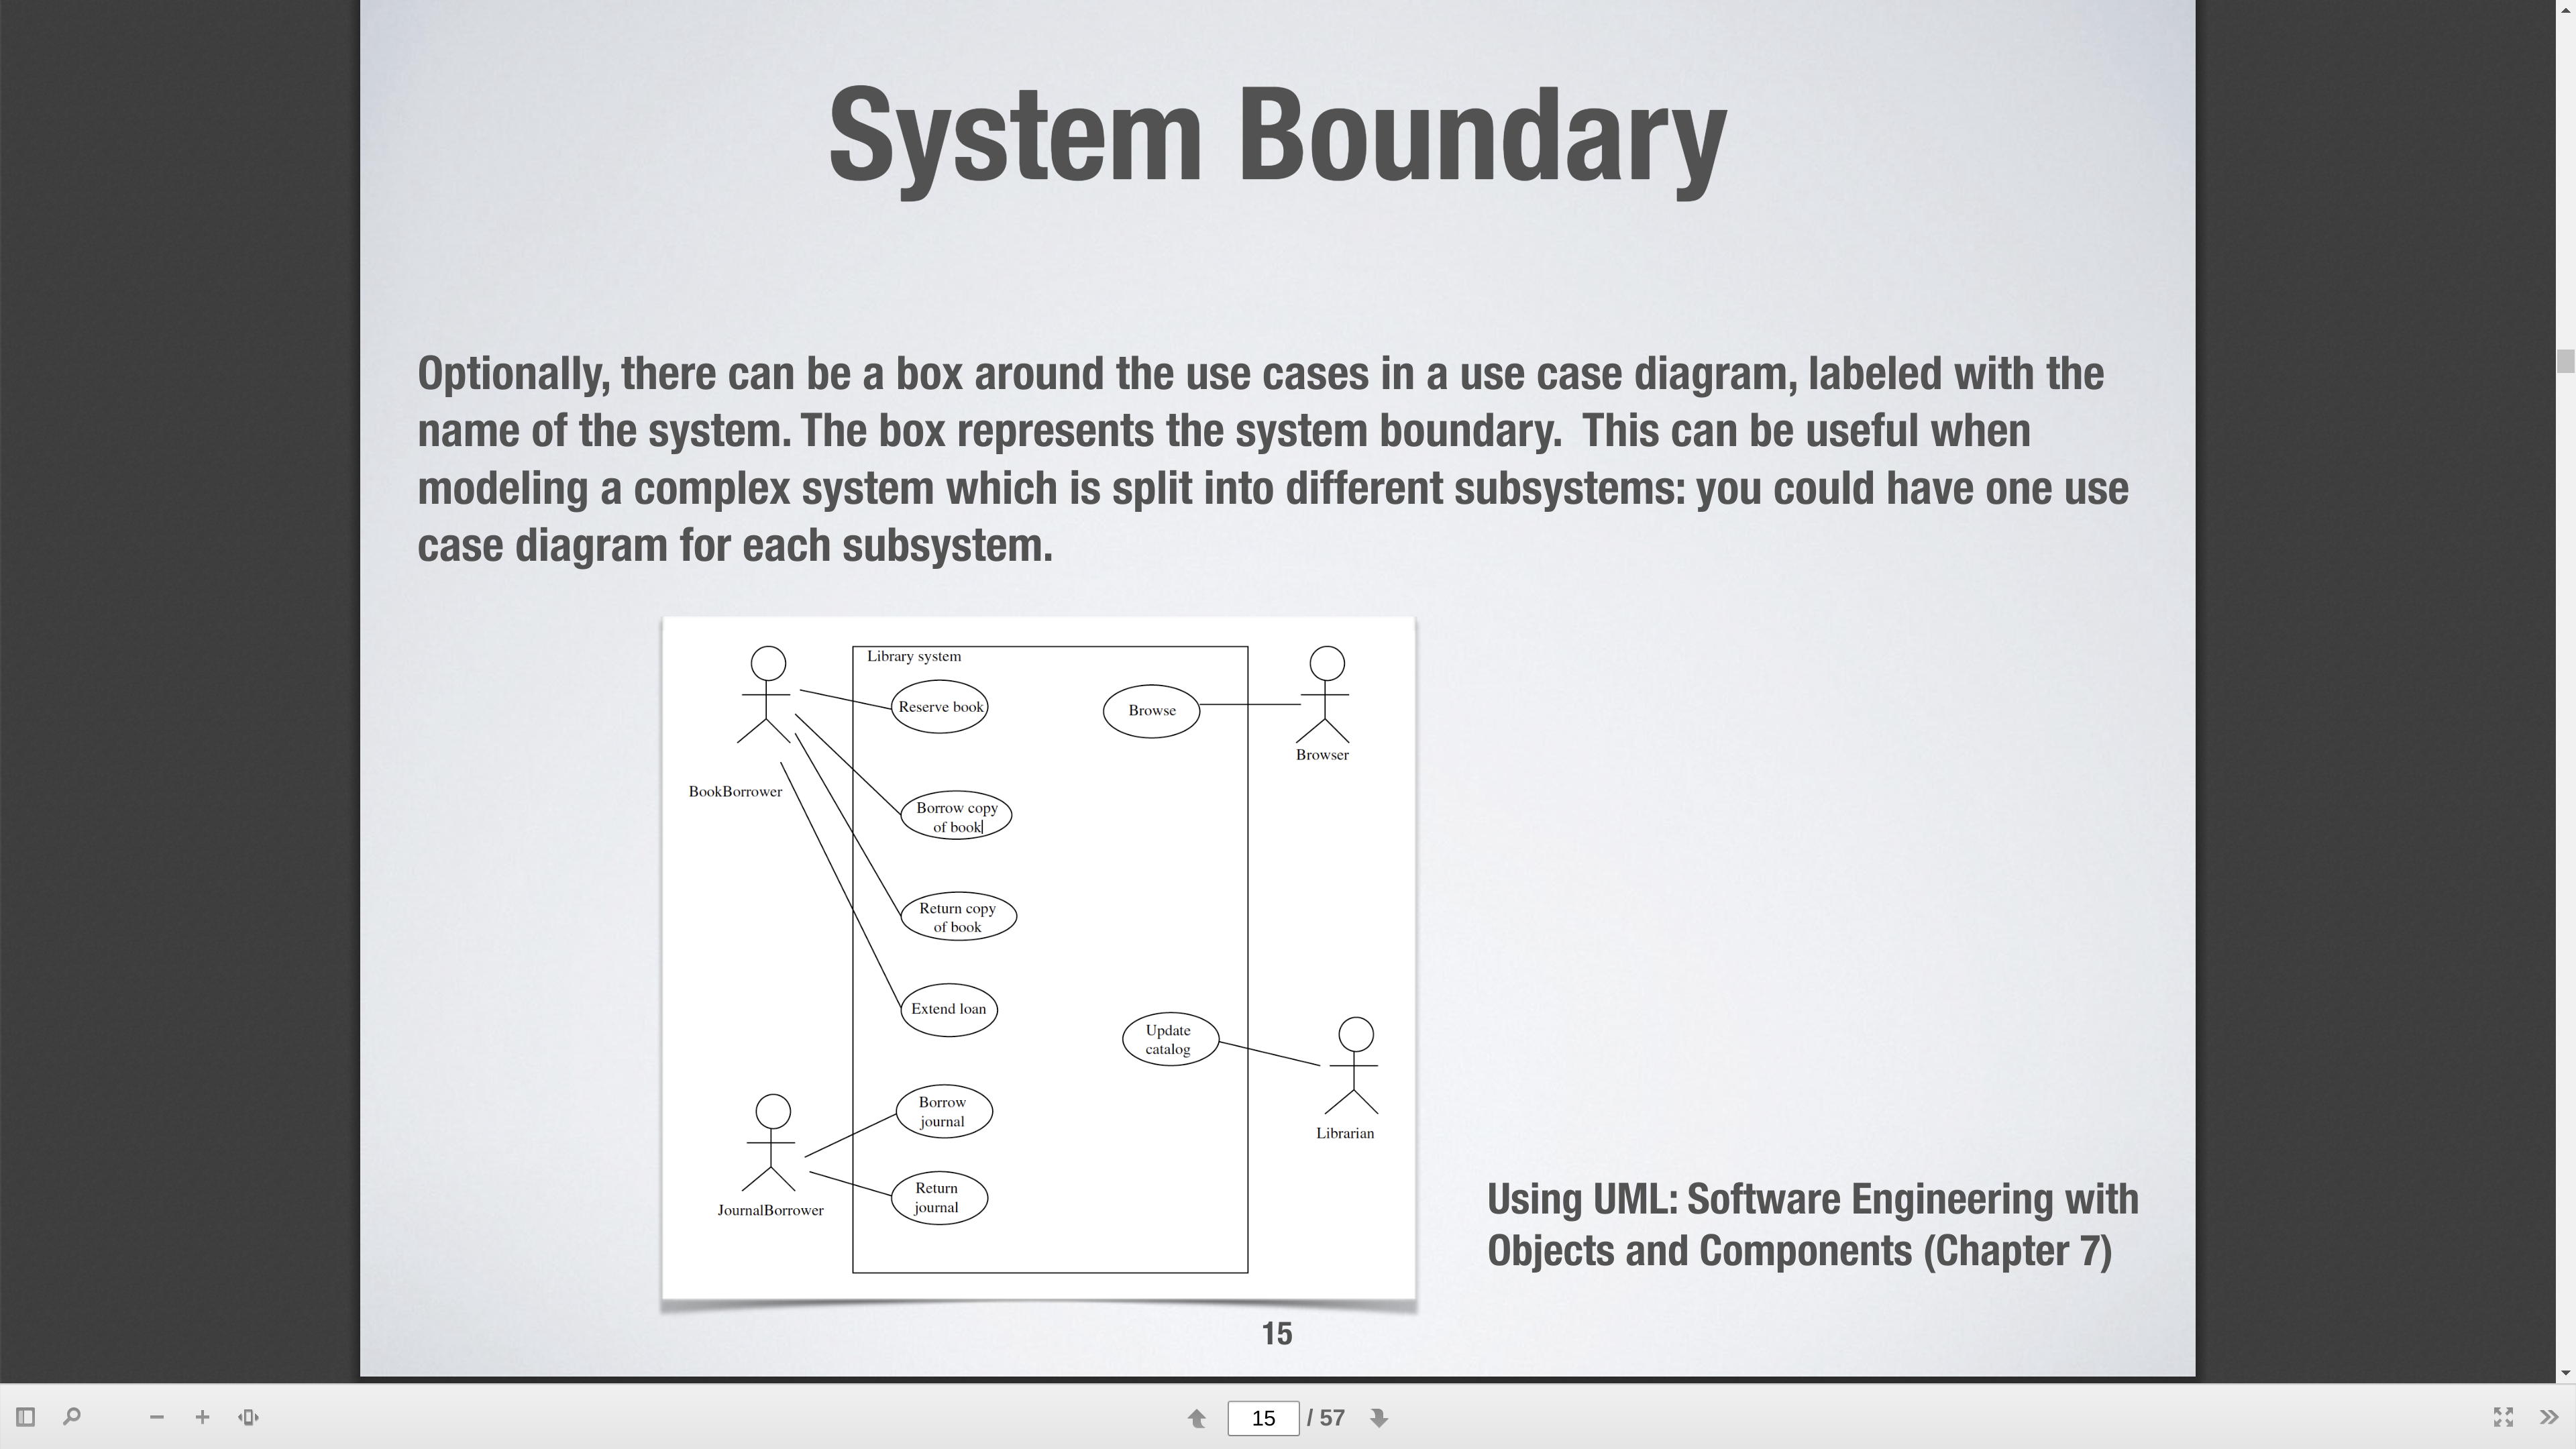 System Boundary
Optionally, there can be a box around the use cases in a use case diagram, labeled with the
name of the system. The box represents the system boundary.  This can be useful when
modeling a complex system which is split into different subsystems: you could have one use
case diagram for each subsystem.
Library system
Reserve book
Browse
Browser
BookBorrower
Borrow copy
of book
Return copy
of book
Extend loan
Update
catalog
Borrow
journal
Librarian
Return
journal
JournalBorrower
Using UML: Software Engineering with
Objects and Components (Chapter 7)
15
15 / 57